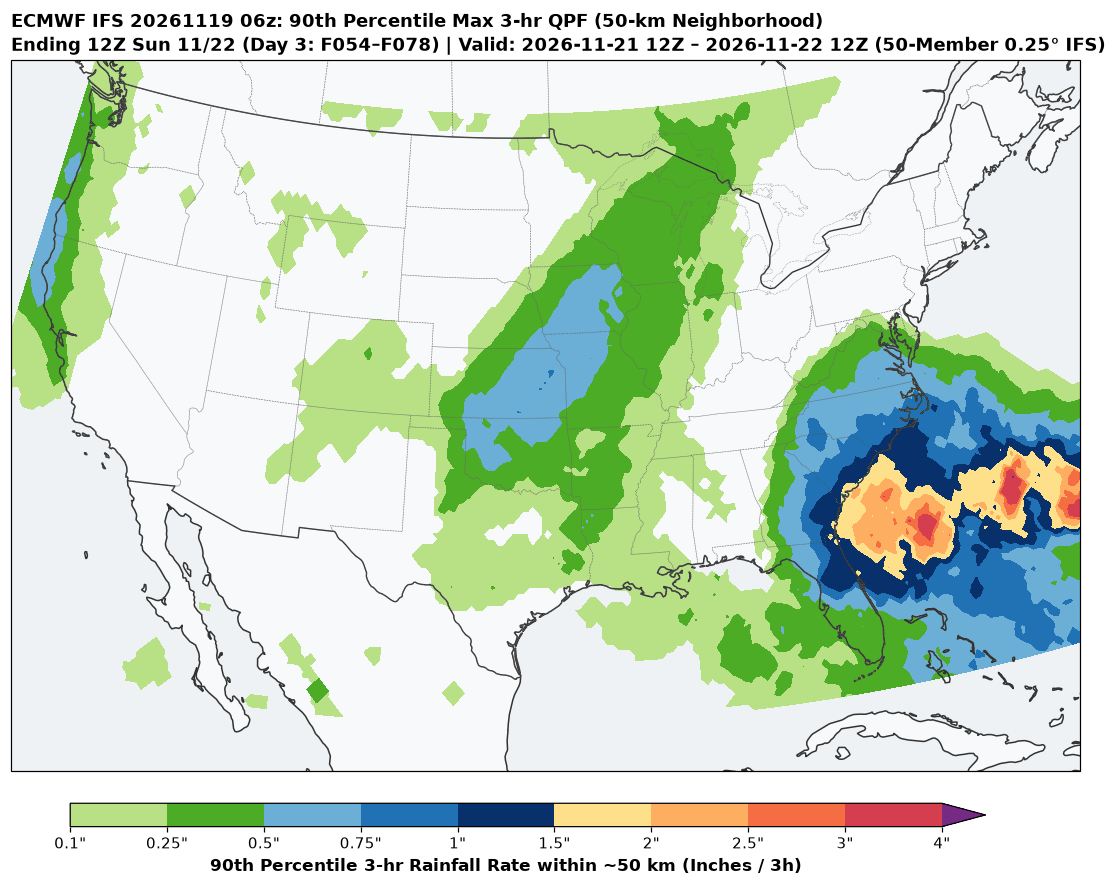 ECMWF IFS 20261119 06z: 90th Percentile Max 3-hr QPF (50-km Neighborhood)
Ending 12Z Sun 11/22 (Day 3: F054–F078) | Valid: 2026-11-21 12Z – 2026-11-22 12Z (50-Member 0.25° IFS)
0.1" 0.25" 0.5" 0.75" 1" 1.5" 2" 2.5" 3" 4"
90th Percentile 3-hr Rainfall Rate within ~50 km (Inches / 3h)